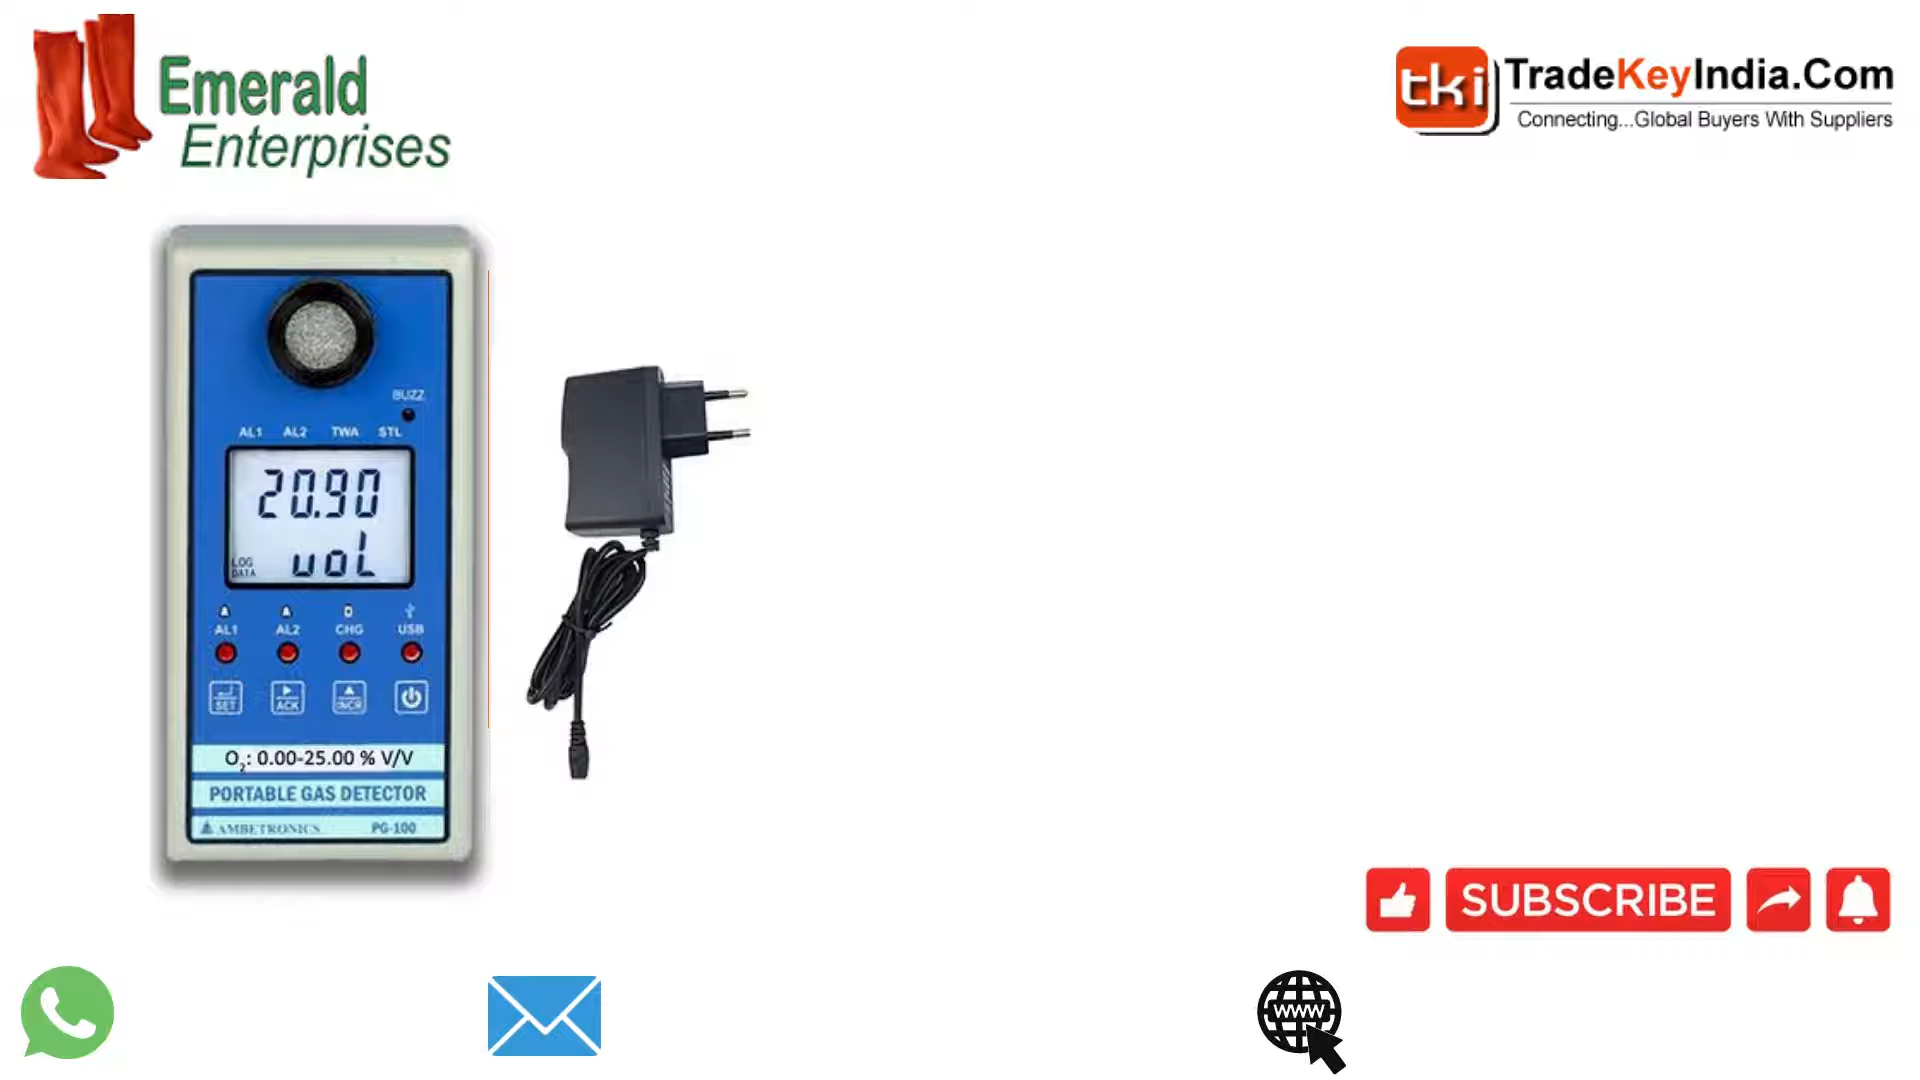 Emerald
Enterprises
tki
TradeKeyIndia.Com
Connecting...Global Buyers With Suppliers
BUZZ
AL1 AL2 TWA STL
20.90
LOG
DATA
voL
AL1 AL2 CHG USB
SET ACK INCR
O2: 0.00-25.00 % V/V
PORTABLE GAS DETECTOR
AMBETRONICS PG-100
SUBSCRIBE
WWW